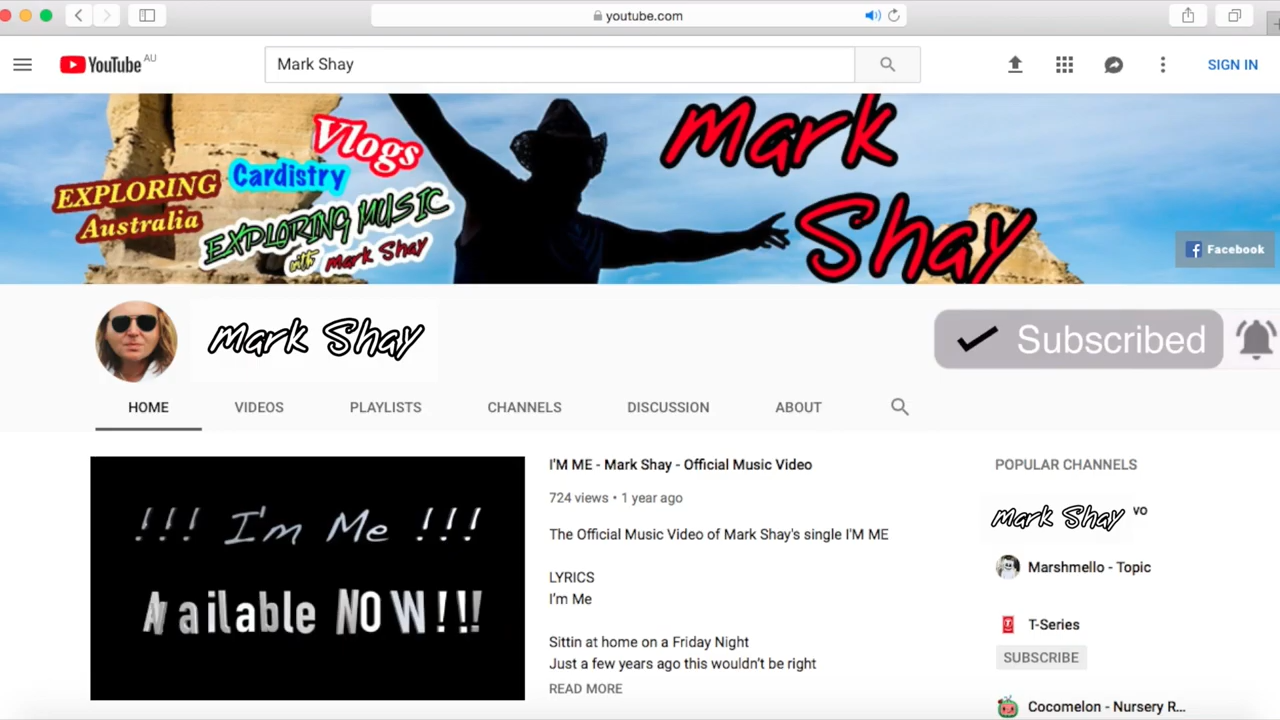 youtube.com
YouTube AU
Mark Shay
SIGN IN
Vlogs
Cardistry
EXPLORING
Australia
EXPLORING MUSIC
with mark Shay
mark
Shay
Facebook
mark Shay
Subscribed
HOME
VIDEOS
PLAYLISTS
CHANNELS
DISCUSSION
ABOUT
!!! I'm Me !!!
Available NOW!!!
I'M ME - Mark Shay - Official Music Video
724 views • 1 year ago
The Official Music Video of Mark Shay's single I'M ME
LYRICS
I'm Me
Sittin at home on a Friday Night
Just a few years ago this wouldn't be right
READ MORE
POPULAR CHANNELS
mark Shay VO
Marshmello - Topic
T-Series
SUBSCRIBE
Cocomelon - Nursery R...